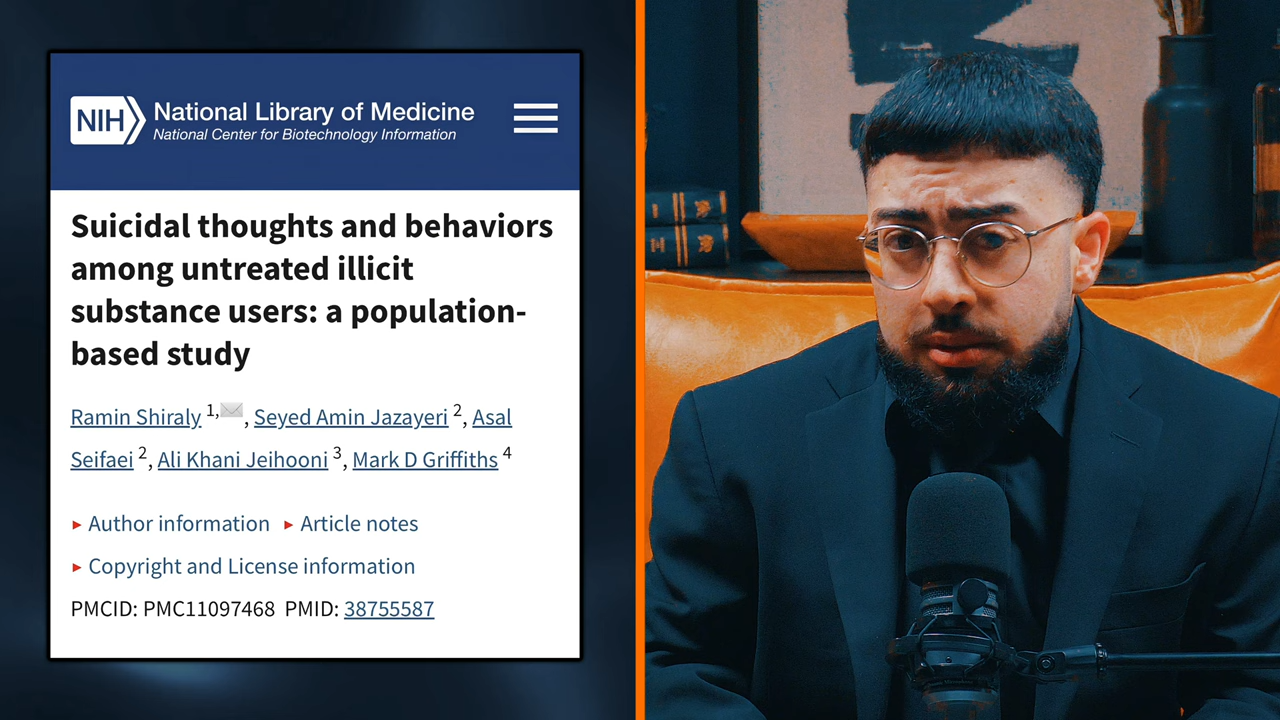 NIH
National Library of Medicine
National Center for Biotechnology Information
Suicidal thoughts and behaviors
among untreated illicit
substance users: a population-
based study
Ramin Shiraly 1, , Seyed Amin Jazayeri 2, Asal
Seifaei 2, Ali Khani Jeihooni 3, Mark D Griffiths 4
▸ Author information ▸ Article notes
▸ Copyright and License information
PMCID: PMC11097468 PMID: 38755587